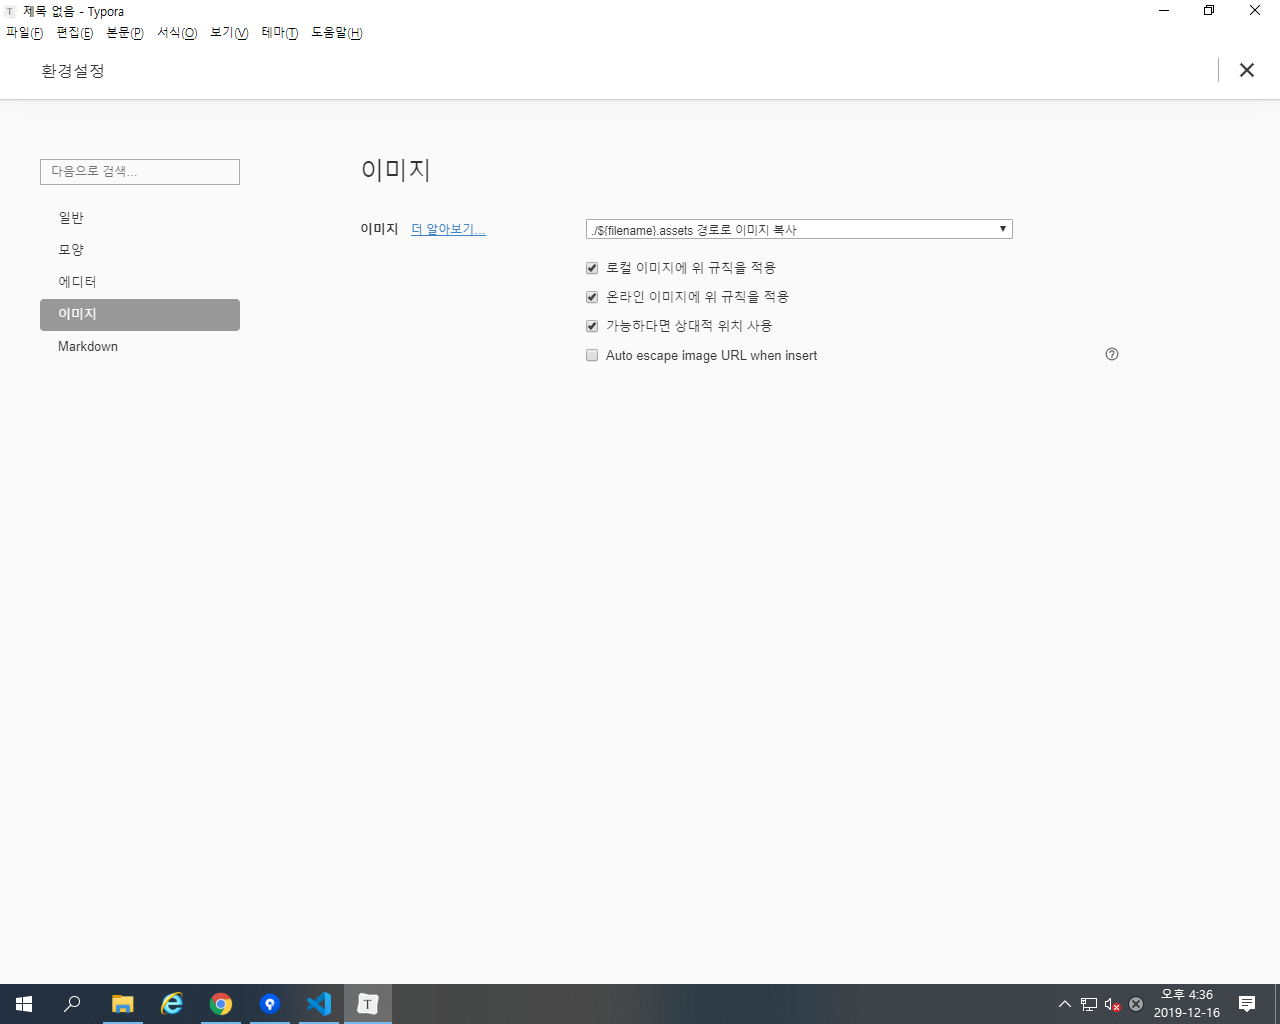 제목 없음 - Typora
파일(F) 편집(E) 본문(P) 서식(O) 보기(V) 테마(T) 도움말(H)
환경설정
다음으로 검색...
일반
모양
에디터
이미지
Markdown
이미지
이미지 더 알아보기...
./${filename}.assets 경로로 이미지 복사
로컬 이미지에 위 규칙을 적용
온라인 이미지에 위 규칙을 적용
가능하다면 상대적 위치 사용
Auto escape image URL when insert
오후 4:36
2019-12-16